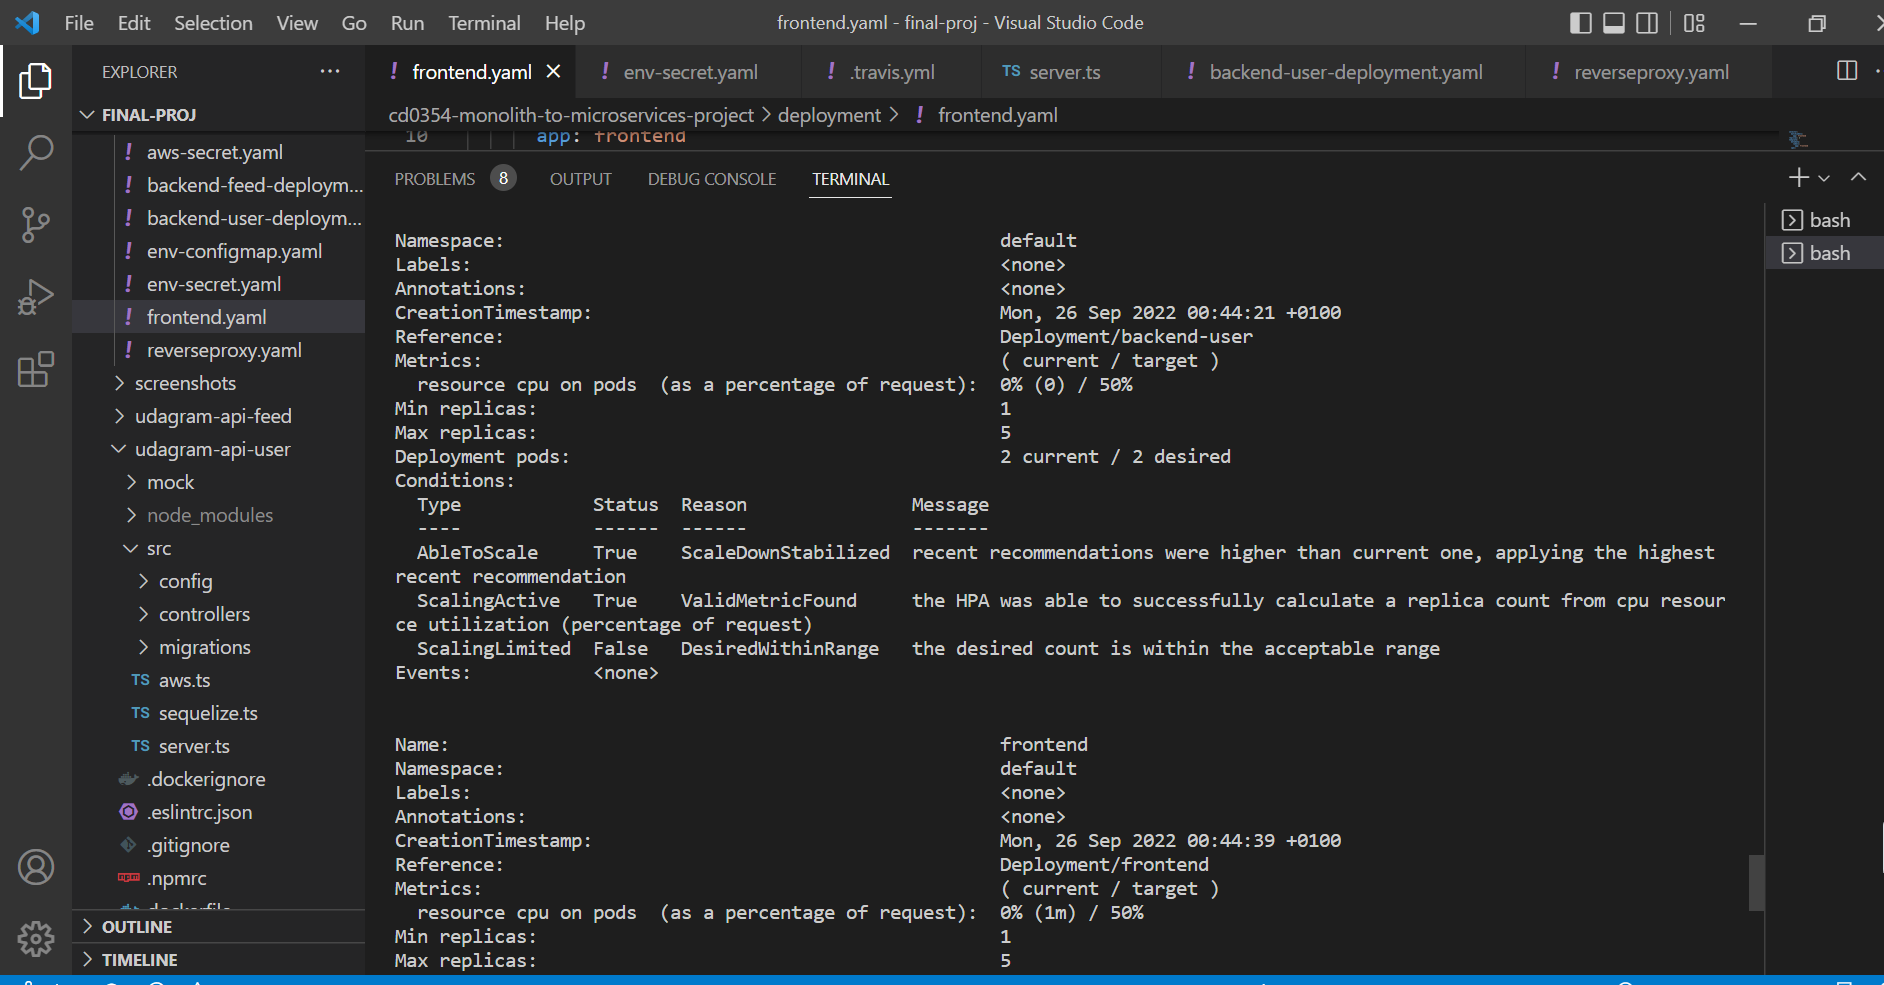 File Edit Selection View Go Run Terminal Help
frontend.yaml - final-proj - Visual Studio Code
EXPLORER
FINAL-PROJ
! aws-secret.yaml
! backend-feed-deploym...
! backend-user-deploym...
! env-configmap.yaml
! env-secret.yaml
! frontend.yaml
! reverseproxy.yaml
screenshots
udagram-api-feed
udagram-api-user
mock
node_modules
src
config
controllers
migrations
TS aws.ts
TS sequelize.ts
TS server.ts
.dockerignore
.eslintrc.json
.gitignore
npm .npmrc
OUTLINE
TIMELINE
! frontend.yaml ! env-secret.yaml ! .travis.yml TS server.ts ! backend-user-deployment.yaml ! reverseproxy.yaml
cd0354-monolith-to-microservices-project > deployment > ! frontend.yaml
10 app: frontend
PROBLEMS 8 OUTPUT DEBUG CONSOLE TERMINAL
bash
bash
Namespace: default
Labels: <none>
Annotations: <none>
CreationTimestamp: Mon, 26 Sep 2022 00:44:21 +0100
Reference: Deployment/backend-user
Metrics: ( current / target )
resource cpu on pods (as a percentage of request): 0% (0) / 50%
Min replicas: 1
Max replicas: 5
Deployment pods: 2 current / 2 desired
Conditions:
Type Status Reason Message
---- ------ ------ -------
AbleToScale True ScaleDownStabilized recent recommendations were higher than current one, applying the highest
recent recommendation
ScalingActive True ValidMetricFound the HPA was able to successfully calculate a replica count from cpu resour
ce utilization (percentage of request)
ScalingLimited False DesiredWithinRange the desired count is within the acceptable range
Events: <none>
Name: frontend
Namespace: default
Labels: <none>
Annotations: <none>
CreationTimestamp: Mon, 26 Sep 2022 00:44:39 +0100
Reference: Deployment/frontend
Metrics: ( current / target )
resource cpu on pods (as a percentage of request): 0% (1m) / 50%
Min replicas: 1
Max replicas: 5